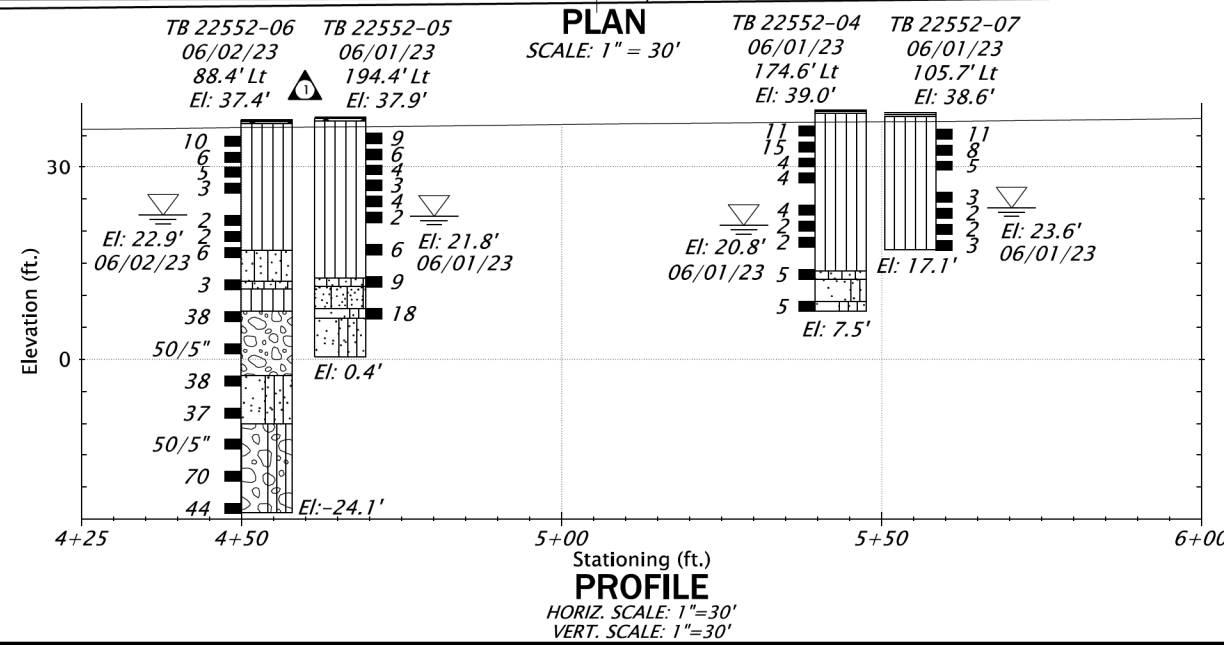 PLAN
SCALE: 1" = 30'
TB 22552-06
06/02/23
88.4' Lt
El: 37.4'
1
TB 22552-05
06/01/23
194.4' Lt
El: 37.9'
TB 22552-04
06/01/23
174.6' Lt
El: 39.0'
TB 22552-07
06/01/23
105.7' Lt
El: 38.6'
Elevation (ft.)
30
0
10
6
5
3
2
2
6
3
38
50/5"
38
37
50/5"
70
44
El: 22.9'
06/02/23
El:-24.1'
9
6
4
3
4
2
6
9
18
El: 21.8'
06/01/23
El: 0.4'
11
15
4
4
4
2
2
5
5
El: 20.8'
06/01/23
El: 7.5'
11
8
5
3
2
2
3
El: 23.6'
06/01/23
El: 17.1'
4+25
4+50
5+00
5+50
6+00
Stationing (ft.)
PROFILE
HORIZ. SCALE: 1"=30'
VERT. SCALE: 1"=30'